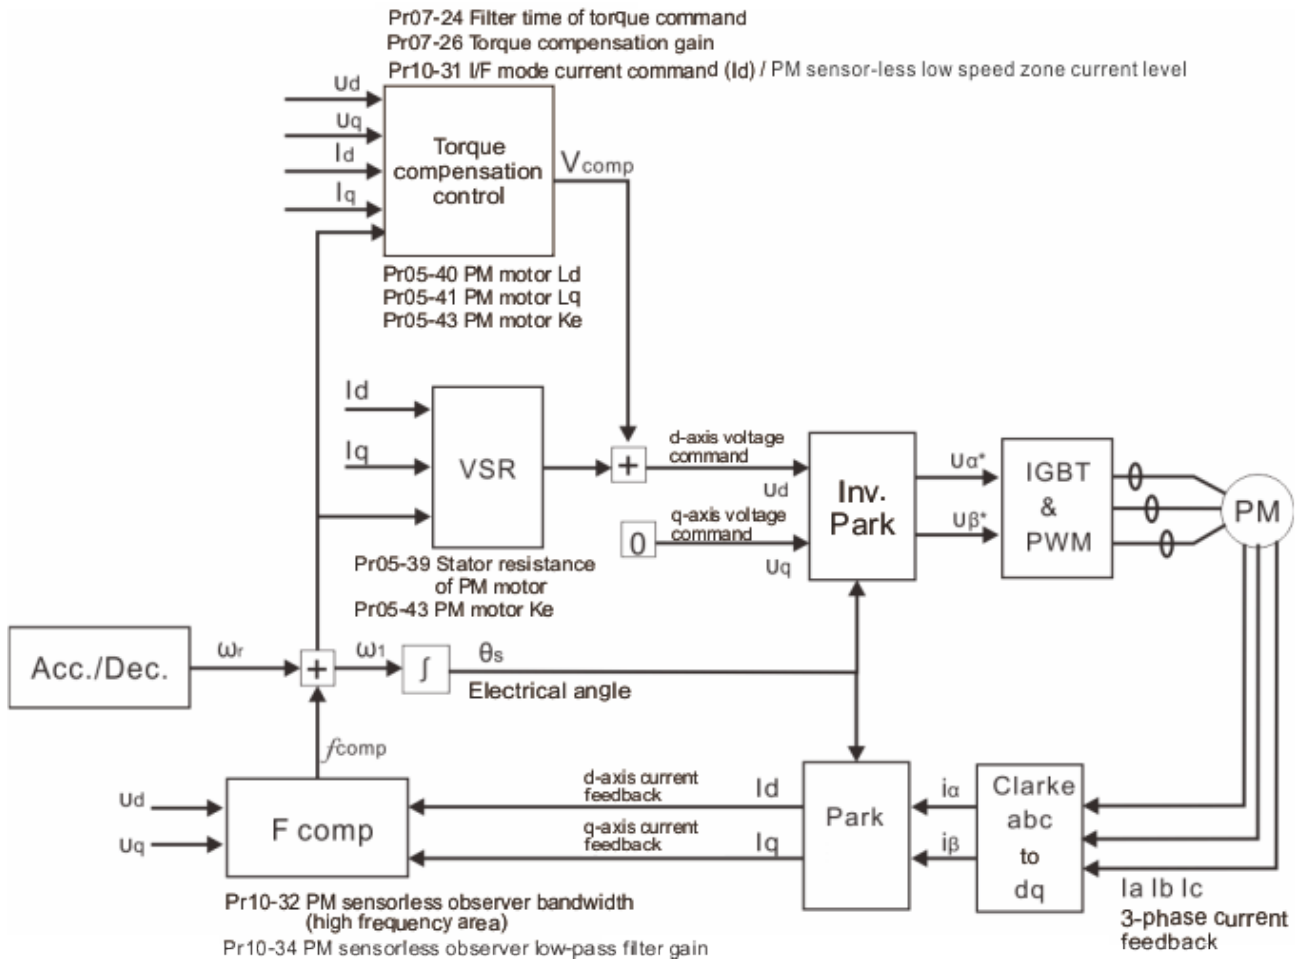 Pr07-24 Filter time of torque command
Pr07-26 Torque compensation gain
Pr10-31 I/F mode current command (Id) / PM sensor-less low speed zone current level
Ud
Uq
Id
Iq
Torque
compensation
control
Vcomp
Pr05-40 PM motor Ld
Pr05-41 PM motor Lq
Pr05-43 PM motor Ke
Id
Iq
VSR
+
d-axis voltage
command
Ud
0
q-axis voltage
command
Uq
Inv.
Park
Uα*
Uβ*
IGBT
&
PWM
PM
Pr05-39 Stator resistance
of PM motor
Pr05-43 PM motor Ke
Acc./Dec.
ωr
+
ω1
∫
θs
Electrical angle
fcomp
Ud
Uq
F comp
d-axis current
feedback
Id
q-axis current
feedback
Iq
Park
iα
iβ
Clarke
abc
to
dq
Ia Ib Ic
3-phase current
feedback
Pr10-32 PM sensorless observer bandwidth
(high frequency area)
Pr10-34 PM sensorless observer low-pass filter gain